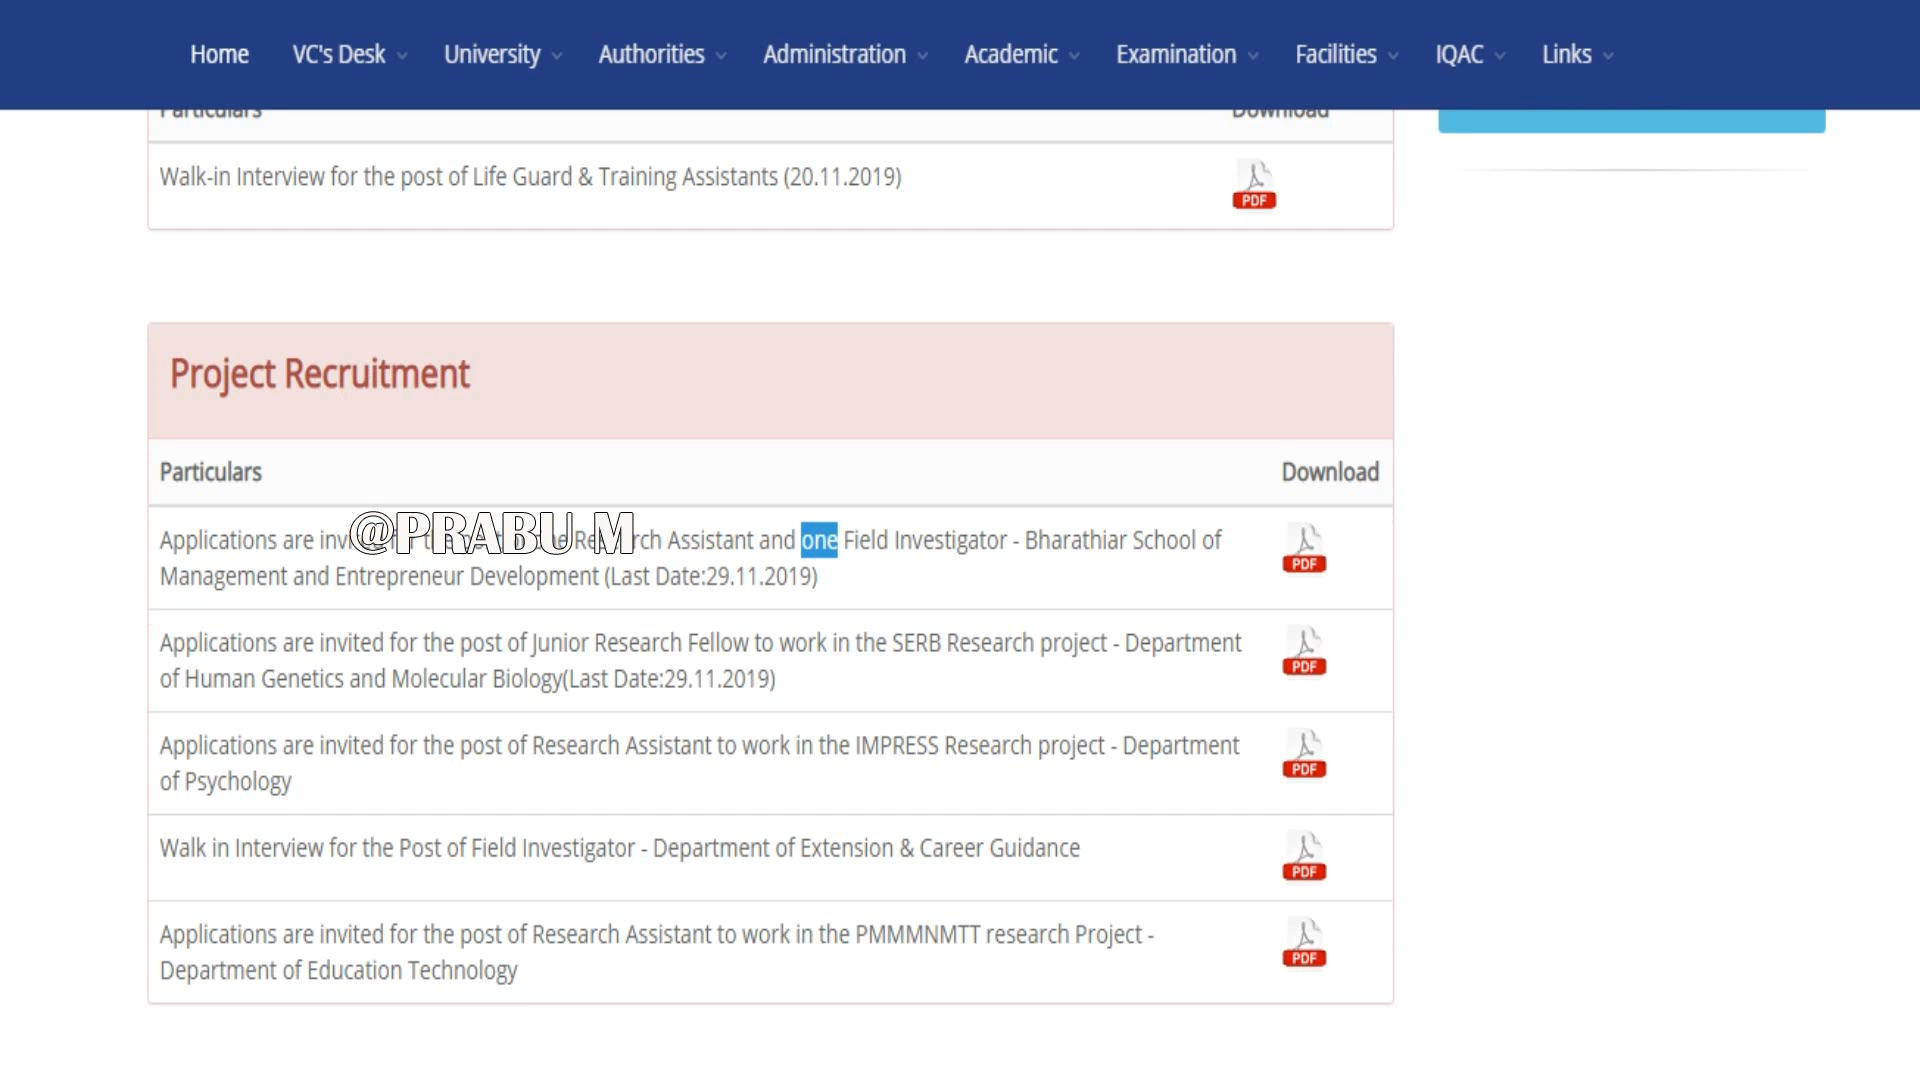 Home VC's Desk University Authorities Administration Academic Examination Facilities IQAC Links
Particulars Download
Walk-in Interview for the post of Life Guard & Training Assistants (20.11.2019)
PDF
Project Recruitment
Particulars Download
@PRABU M
Applications are Assistant and one Field Investigator - Bharathiar School of
Management and Entrepreneur Development (Last Date:29.11.2019)
PDF
Applications are invited for the post of Junior Research Fellow to work in the SERB Research project - Department
of Human Genetics and Molecular Biology(Last Date:29.11.2019)
PDF
Applications are invited for the post of Research Assistant to work in the IMPRESS Research project - Department
of Psychology
PDF
Walk in Interview for the Post of Field Investigator - Department of Extension & Career Guidance
PDF
Applications are invited for the post of Research Assistant to work in the PMMMNMTT research Project -
Department of Education Technology
PDF